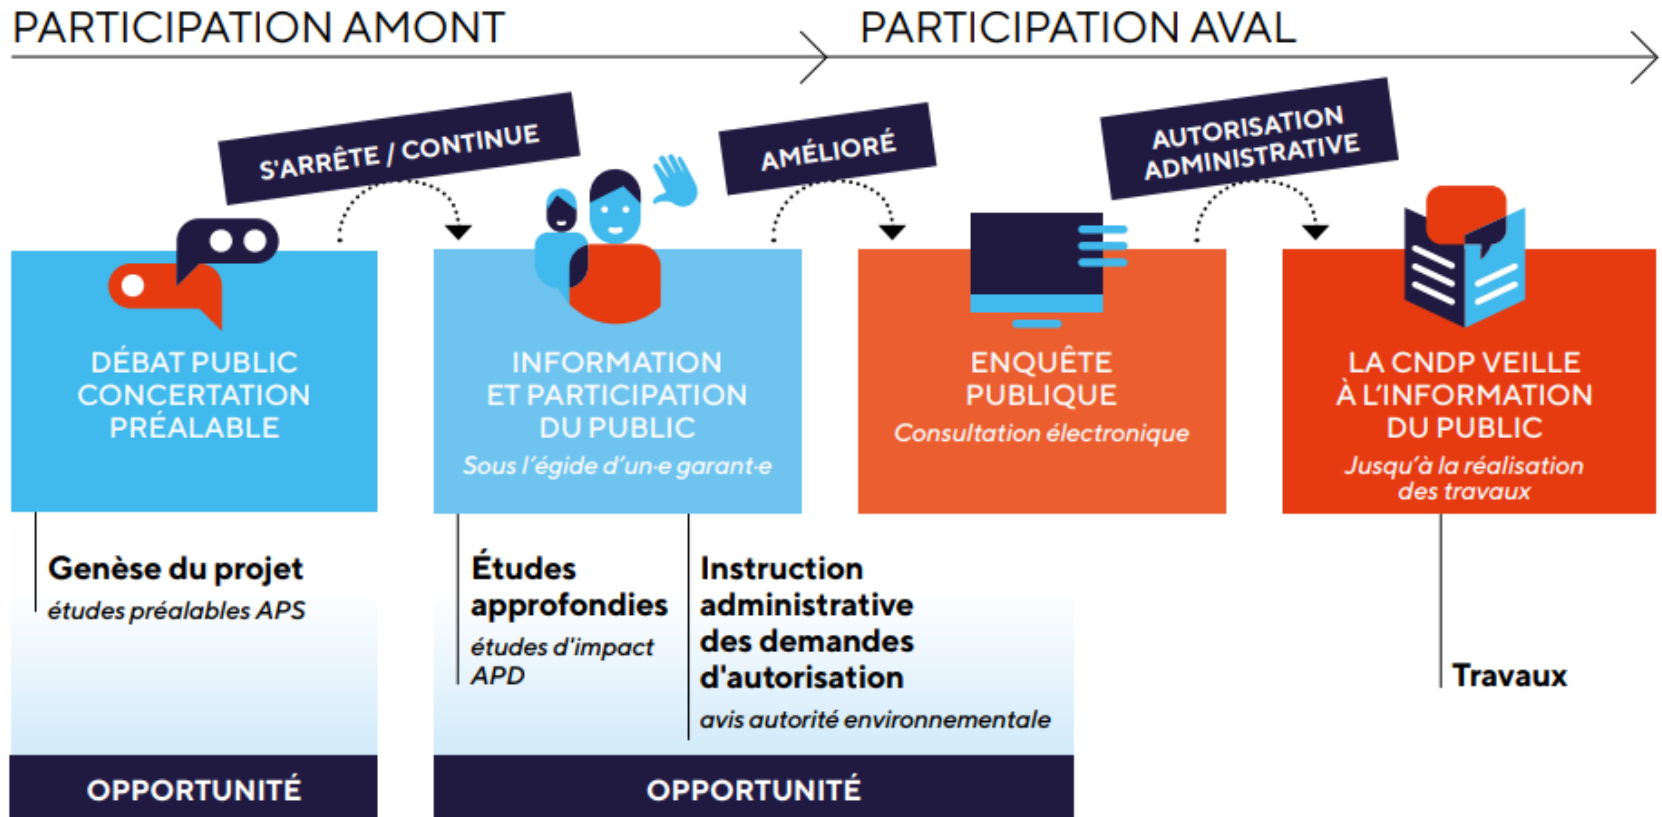 PARTICIPATION AMONT
PARTICIPATION AVAL
S'ARRÊTE / CONTINUE
AMÉLIORÉ
AUTORISATION
ADMINISTRATIVE
DÉBAT PUBLIC
CONCERTATION
PRÉALABLE
INFORMATION
ET PARTICIPATION
DU PUBLIC
Sous l'égide d'un·e garant·e
ENQUÊTE
PUBLIQUE
Consultation électronique
LA CNDP VEILLE
À L'INFORMATION
DU PUBLIC
Jusqu'à la réalisation
des travaux
Genèse du projet
études préalables APS
Études
approfondies
études d'impact
APD
Instruction
administrative
des demandes
d'autorisation
avis autorité environnementale
Travaux
OPPORTUNITÉ
OPPORTUNITÉ